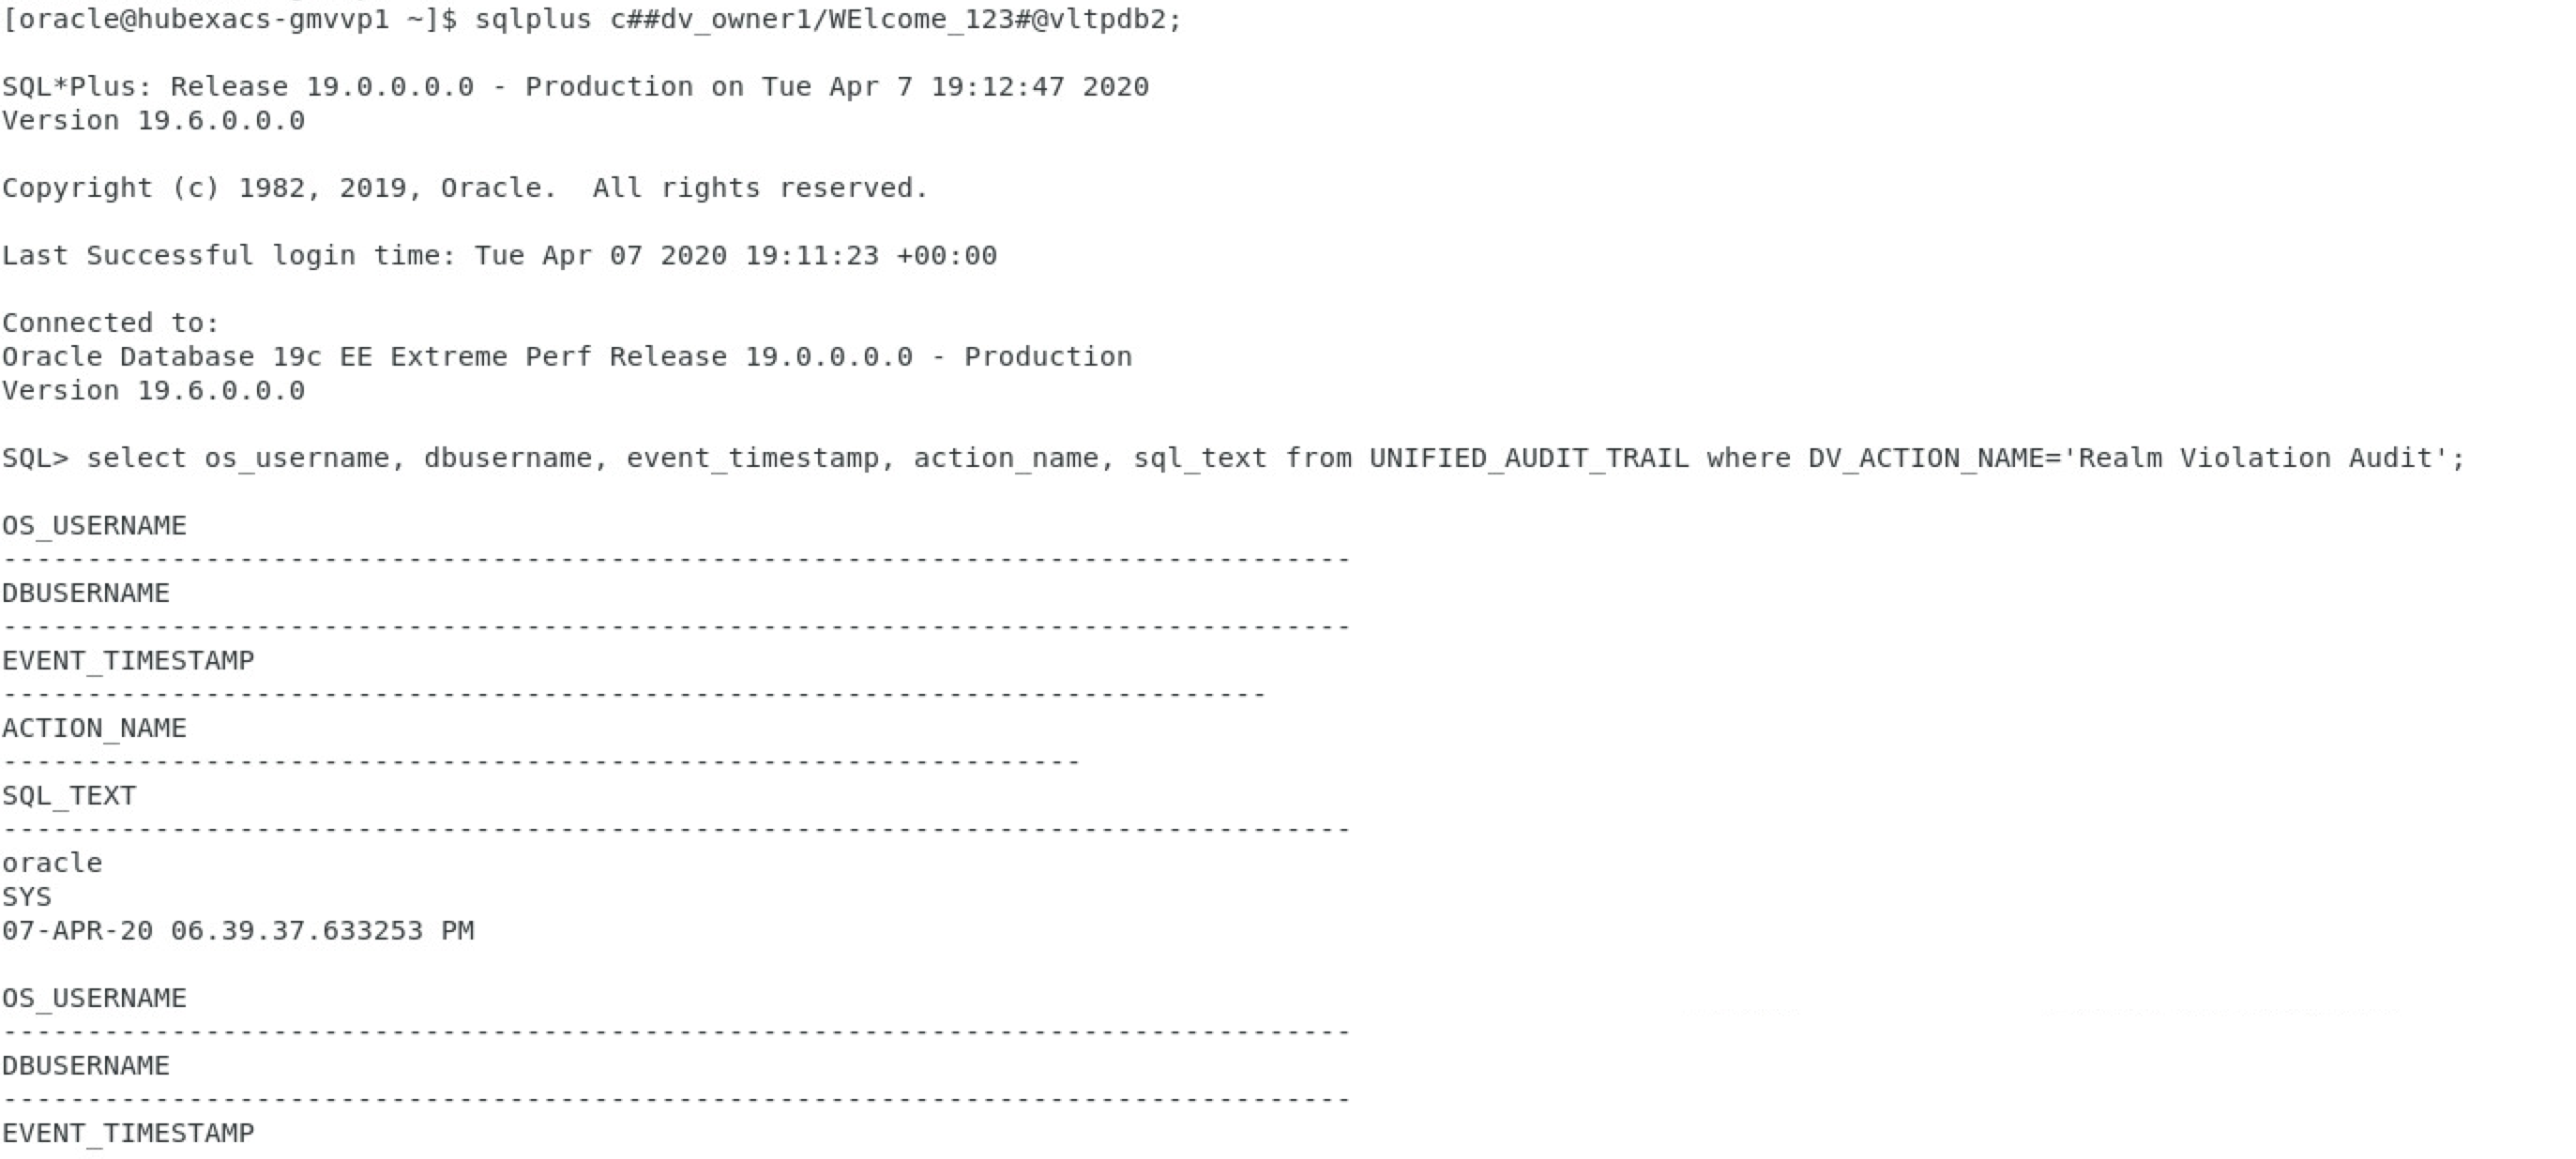 [oracle@hubexacs-gmvvp1 ~]$ sqlplus c##dv_owner1/WElcome_123#@vltpdb2;
SQL*Plus: Release 19.0.0.0.0 - Production on Tue Apr 7 19:12:47 2020
Version 19.6.0.0.0
Copyright (c) 1982, 2019, Oracle.  All rights reserved.
Last Successful login time: Tue Apr 07 2020 19:11:23 +00:00
Connected to:
Oracle Database 19c EE Extreme Perf Release 19.0.0.0.0 - Production
Version 19.6.0.0.0
SQL> select os_username, dbusername, event_timestamp, action_name, sql_text from UNIFIED_AUDIT_TRAIL where DV_ACTION_NAME='Realm Violation Audit';
OS_USERNAME
--------------------------------------------------------------------------------
DBUSERNAME
--------------------------------------------------------------------------------
EVENT_TIMESTAMP
---------------------------------------------------------------------------
ACTION_NAME
----------------------------------------------------------------
SQL_TEXT
--------------------------------------------------------------------------------
oracle
SYS
07-APR-20 06.39.37.633253 PM
OS_USERNAME
--------------------------------------------------------------------------------
DBUSERNAME
--------------------------------------------------------------------------------
EVENT_TIMESTAMP